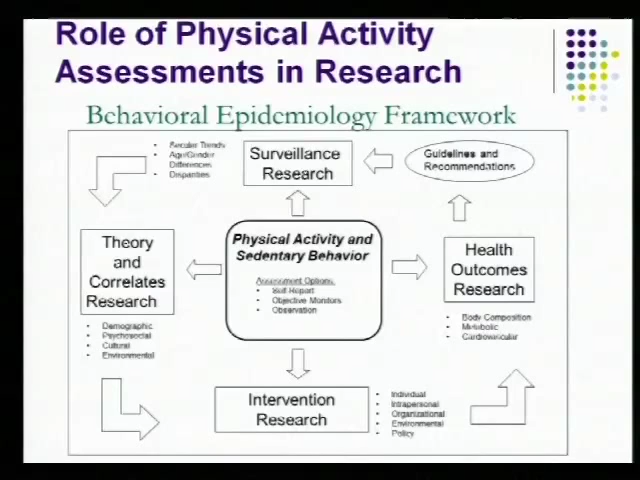 Role of Physical Activity
Assessments in Research
Behavioral Epidemiology Framework
• Secular Trends
• Age/Gender
Differences
• Disparities
Surveillance
Research
Guidelines and
Recommendations
Theory
and
Correlates
Research
• Demographic
• Psychosocial
• Cultural
• Environmental
Physical Activity and
Sedentary Behavior
Assessment Options:
• Self Report
• Objective Monitors
• Observation
Health
Outcomes
Research
• Body Composition
• Metabolic
• Cardiovascular
Intervention
Research
• Individual
• Intrapersonal
• Organizational
• Environmental
• Policy